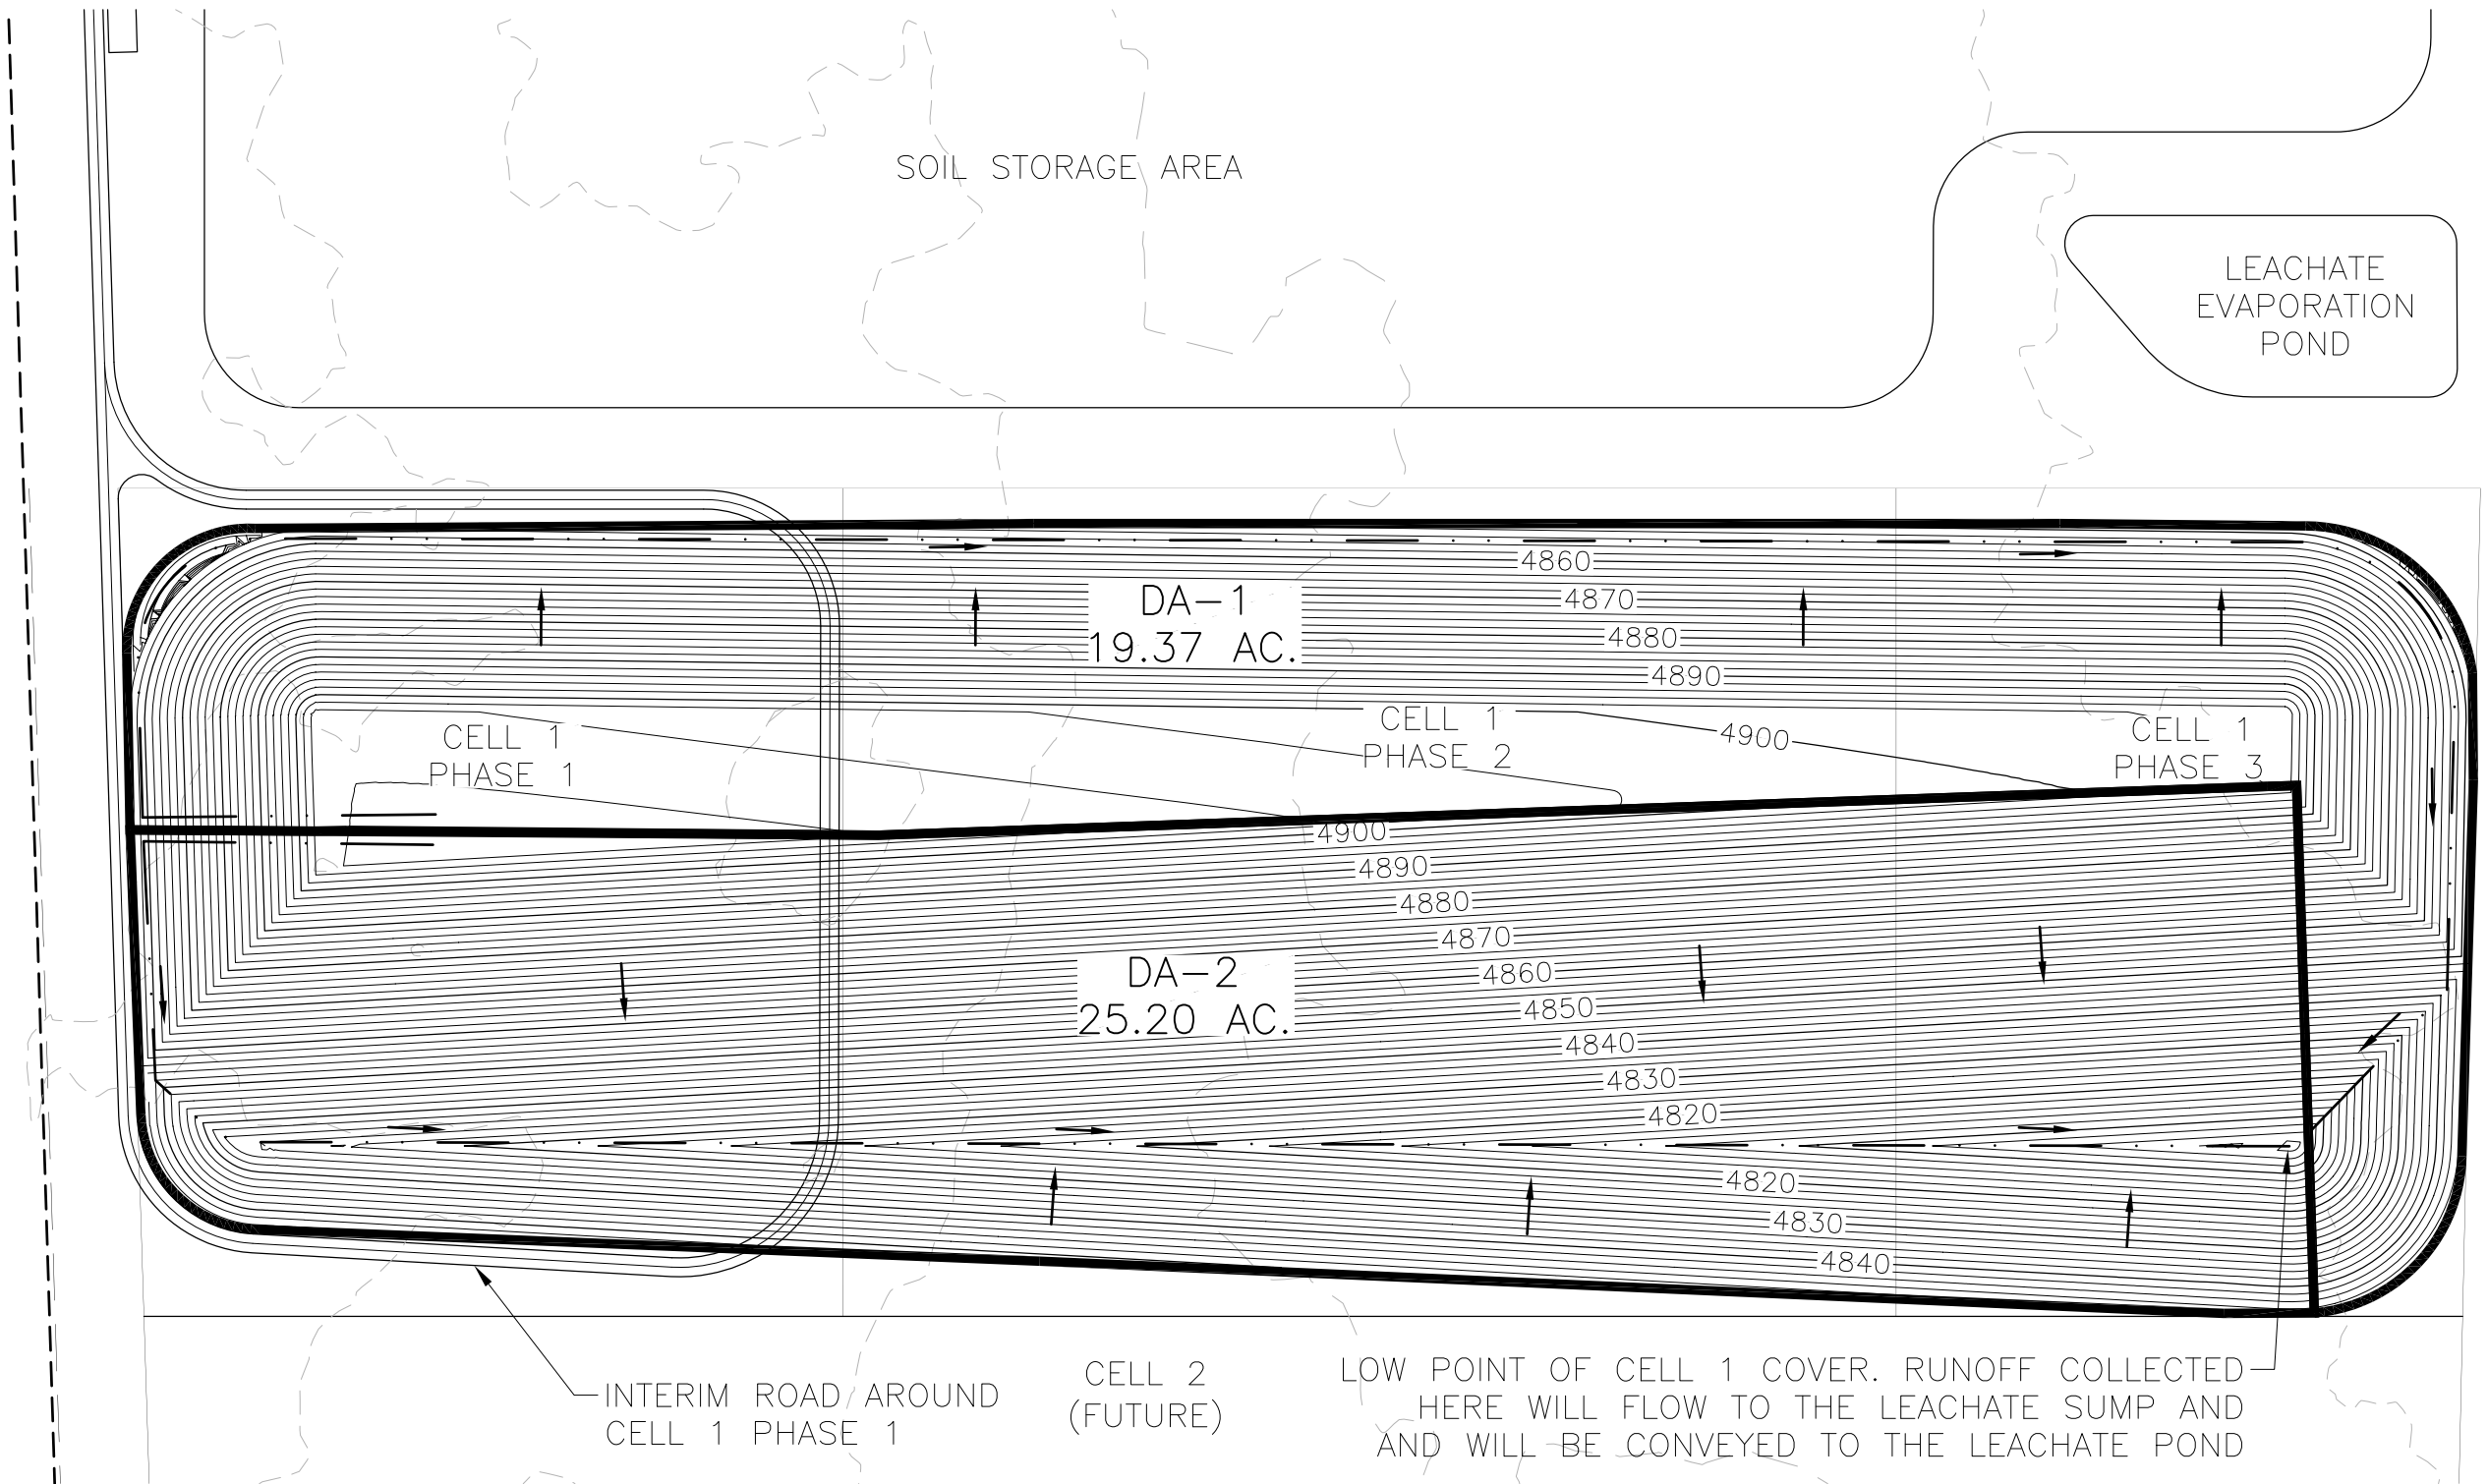 SOIL STORAGE AREA
LEACHATE
EVAPORATION
POND
4860
DA-1
19.37 AC.
4870
4880
4890
CELL 1
PHASE 1
CELL 1
PHASE 2
4900
CELL 1
PHASE 3
4900
4890
4880
4870
DA-2
25.20 AC.
4860
4850
4840
4830
4820
4820
4830
4840
INTERIM ROAD AROUND
CELL 1 PHASE 1
CELL 2
(FUTURE)
LOW POINT OF CELL 1 COVER. RUNOFF COLLECTED
HERE WILL FLOW TO THE LEACHATE SUMP AND
AND WILL BE CONVEYED TO THE LEACHATE POND